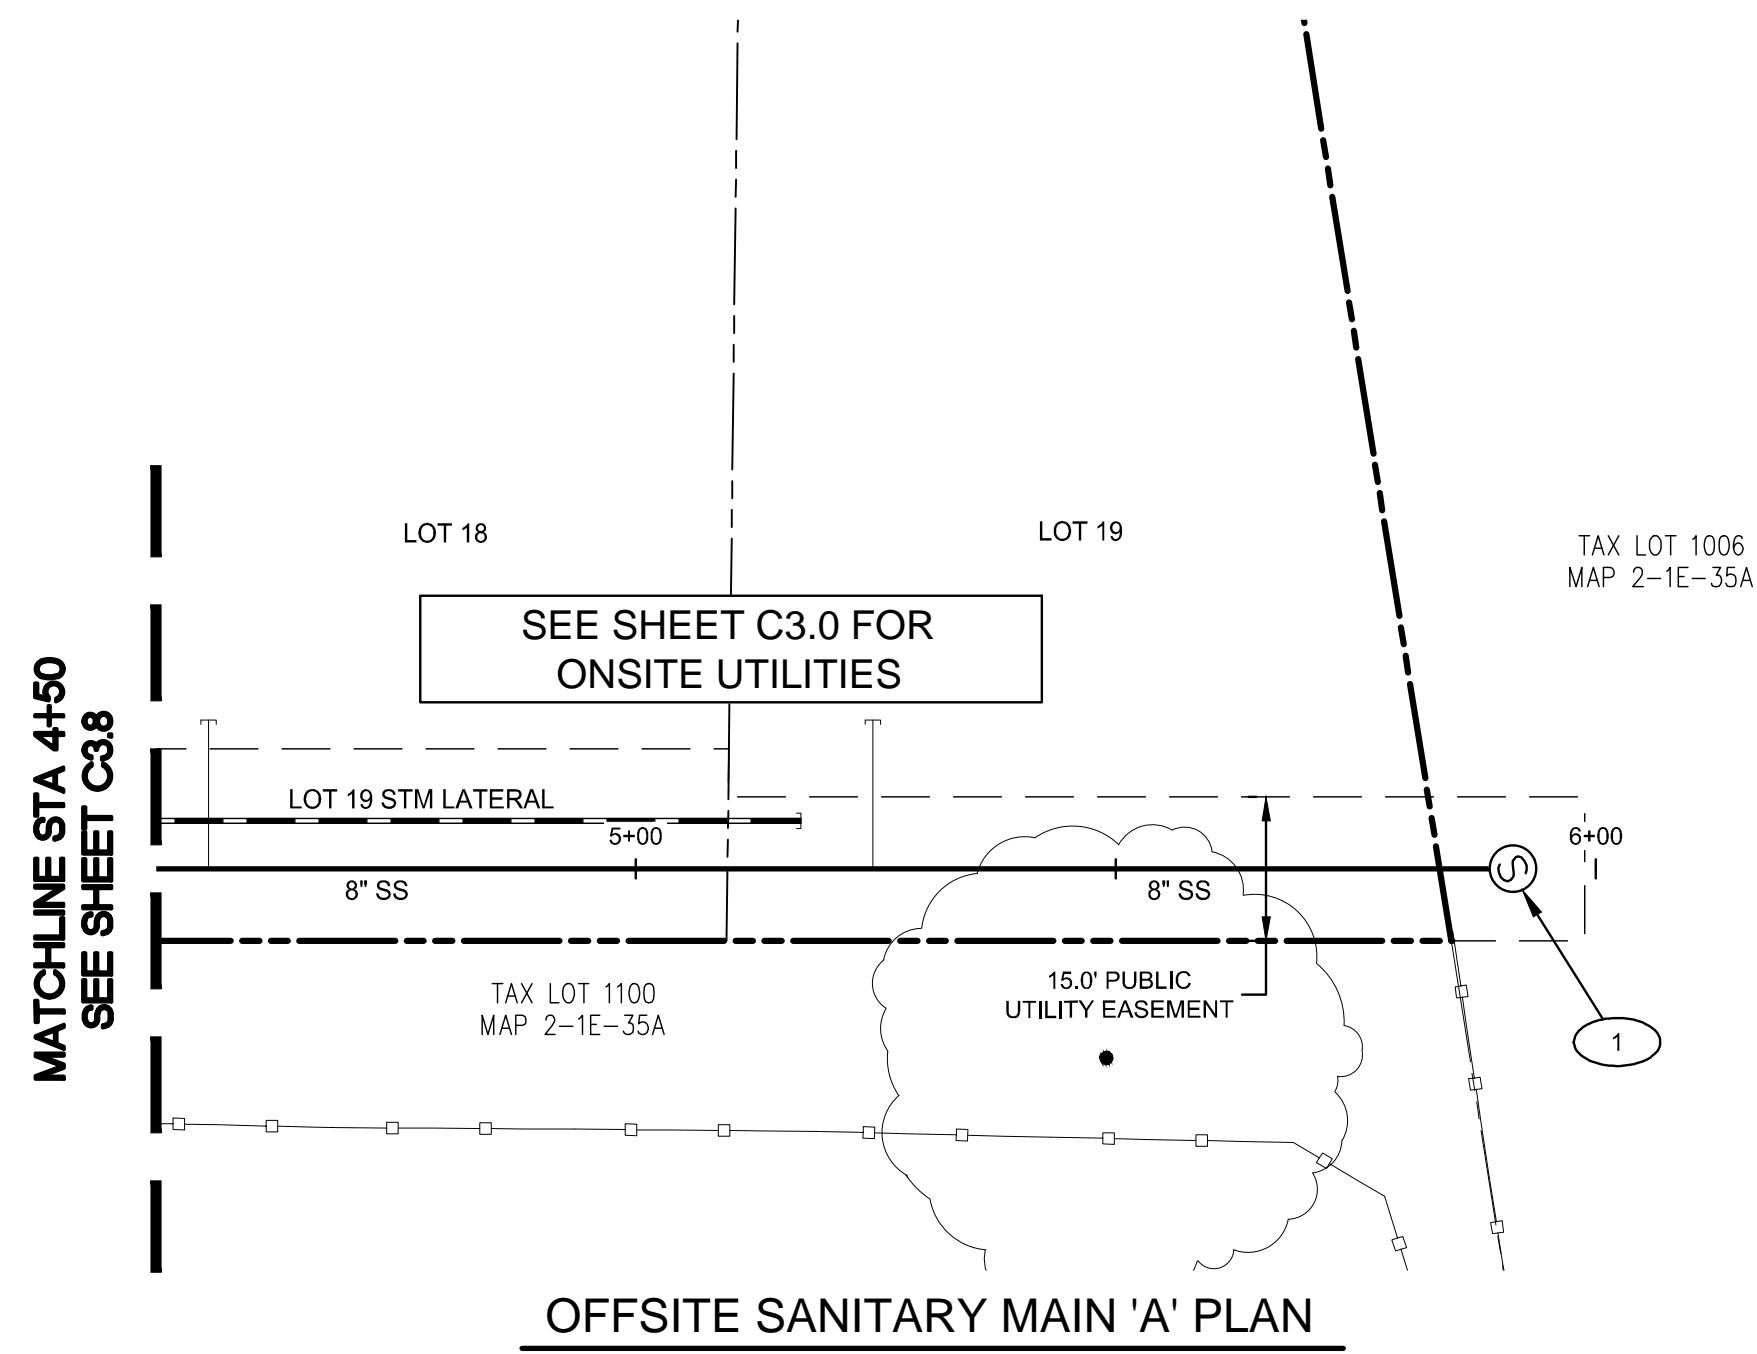 LOT 18
LOT 19
TAX LOT 1006
MAP 2-1E-35A
SEE SHEET C3.0 FOR
ONSITE UTILITIES
MATCHLINE STA 4+50
SEE SHEET C3.8
LOT 19 STM LATERAL
5+00
6+00
8" SS
8" SS
S
TAX LOT 1100
MAP 2-1E-35A
15.0' PUBLIC
UTILITY EASEMENT
1
OFFSITE SANITARY MAIN 'A' PLAN